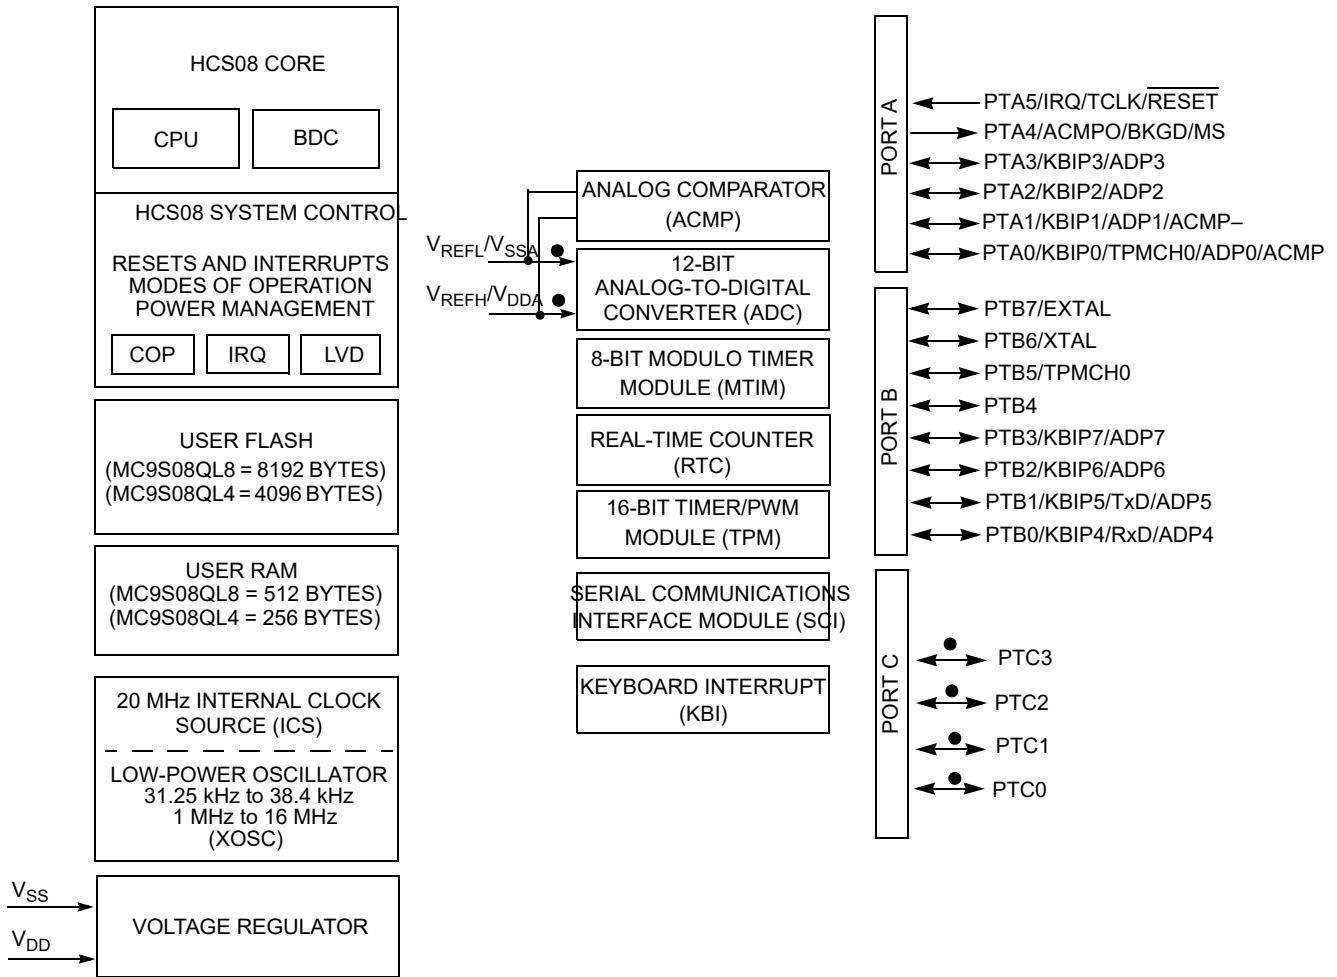 HCS08 CORE
CPU
BDC
HCS08 SYSTEM CONTROL
RESETS AND INTERRUPTS
MODES OF OPERATION
POWER MANAGEMENT
COP
IRQ
LVD
USER FLASH
(MC9S08QL8 = 8192 BYTES)
(MC9S08QL4 = 4096 BYTES)
USER RAM
(MC9S08QL8 = 512 BYTES)
(MC9S08QL4 = 256 BYTES)
20 MHz INTERNAL CLOCK
SOURCE (ICS)
LOW-POWER OSCILLATOR
31.25 kHz to 38.4 kHz
1 MHz to 16 MHz
(XOSC)
VSS
VDD
VOLTAGE REGULATOR
VREFL/VSSA
VREFH/VDDA
ANALOG COMPARATOR
(ACMP)
12-BIT
ANALOG-TO-DIGITAL
CONVERTER (ADC)
8-BIT MODULO TIMER
MODULE (MTIM)
REAL-TIME COUNTER
(RTC)
16-BIT TIMER/PWM
MODULE (TPM)
SERIAL COMMUNICATIONS
INTERFACE MODULE (SCI)
KEYBOARD INTERRUPT
(KBI)
PORT A
PTA5/IRQ/TCLK/RESET
PTA4/ACMPO/BKGD/MS
PTA3/KBIP3/ADP3
PTA2/KBIP2/ADP2
PTA1/KBIP1/ADP1/ACMP–
PTA0/KBIP0/TPMCH0/ADP0/ACMP
PORT B
PTB7/EXTAL
PTB6/XTAL
PTB5/TPMCH0
PTB4
PTB3/KBIP7/ADP7
PTB2/KBIP6/ADP6
PTB1/KBIP5/TxD/ADP5
PTB0/KBIP4/RxD/ADP4
PORT C
PTC3
PTC2
PTC1
PTC0